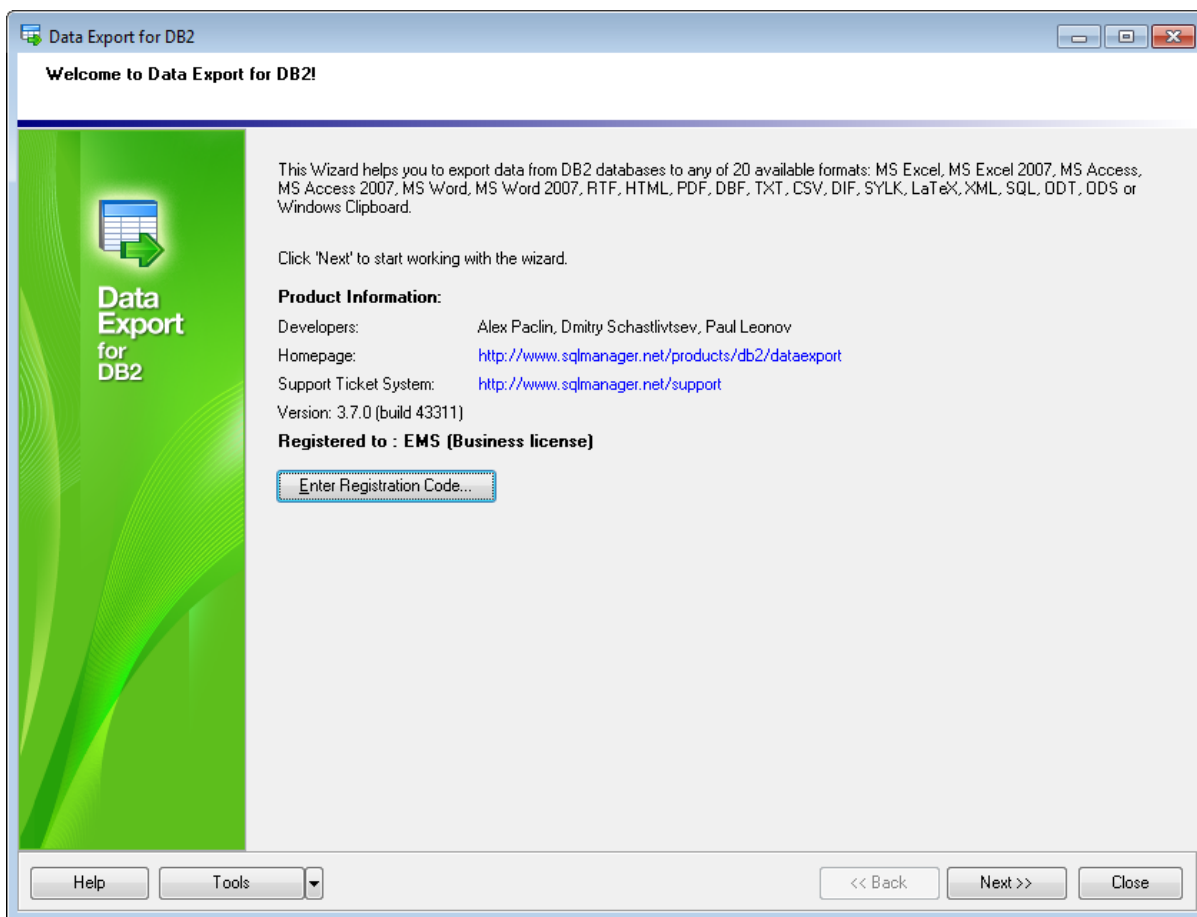 Data Export for DB2
Welcome to Data Export for DB2!
This Wizard helps you to export data from DB2 databases to any of 20 available formats: MS Excel, MS Excel 2007, MS Access,
MS Access 2007, MS Word, MS Word 2007, RTF, HTML, PDF, DBF, TXT, CSV, DIF, SYLK, LaTeX, XML, SQL, ODT, ODS or
Windows Clipboard.
Click 'Next' to start working with the wizard.
Data
Export
for
DB2
Product Information:
Developers: Alex Paclin, Dmitry Schastlivtsev, Paul Leonov
Homepage: http://www.sqlmanager.net/products/db2/dataexport
Support Ticket System: http://www.sqlmanager.net/support
Version: 3.7.0 (build 43311)
Registered to : EMS (Business license)
Enter Registration Code...
Help Tools << Back Next >> Close